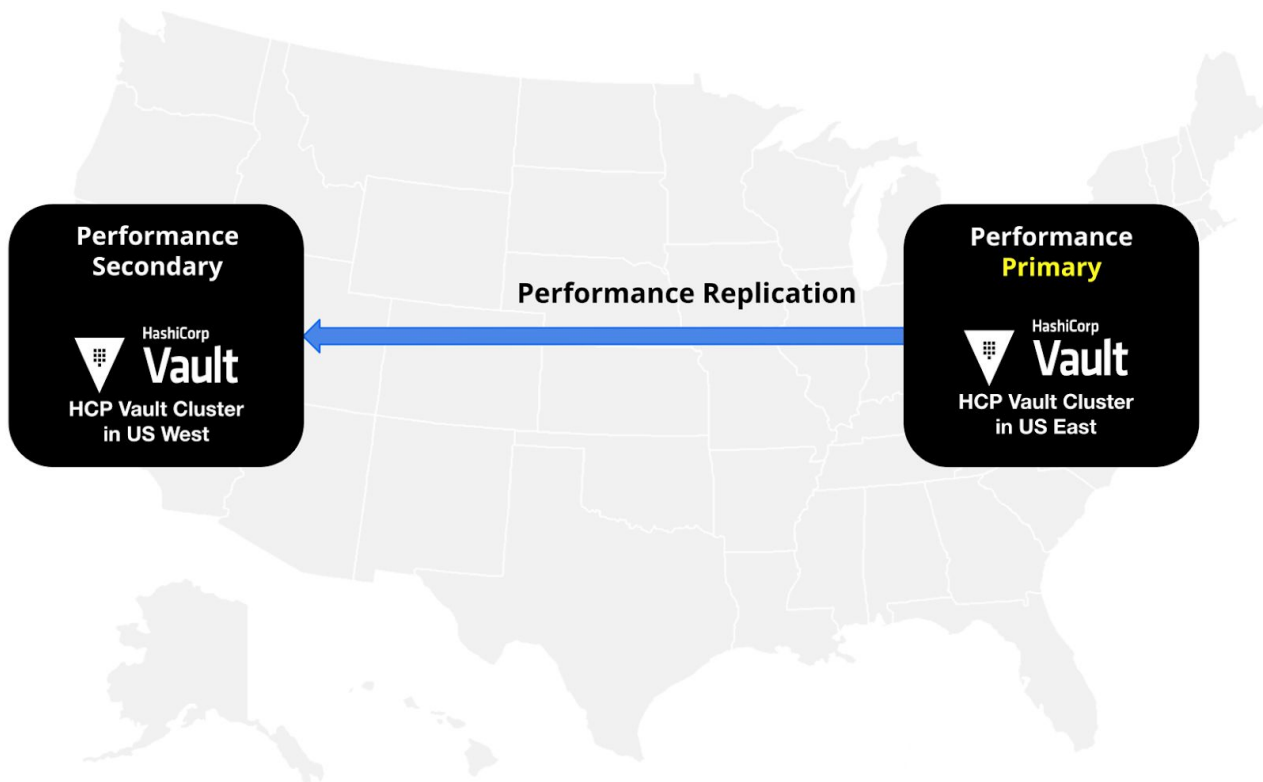 Performance
Secondary
HashiCorp
Vault
HCP Vault Cluster
in US West
Performance Replication
Performance
Primary
HashiCorp
Vault
HCP Vault Cluster
in US East